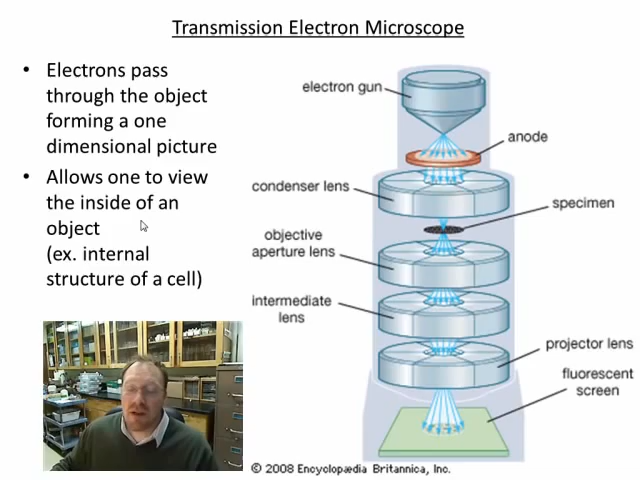 Transmission Electron Microscope
• Electrons pass
through the object
forming a one
dimensional picture
• Allows one to view
the inside of an
object
(ex. internal
structure of a cell)
electron gun
anode
condenser lens
specimen
objective
aperture lens
intermediate
lens
projector lens
fluorescent
screen
© 2008 Encyclopædia Britannica, Inc.